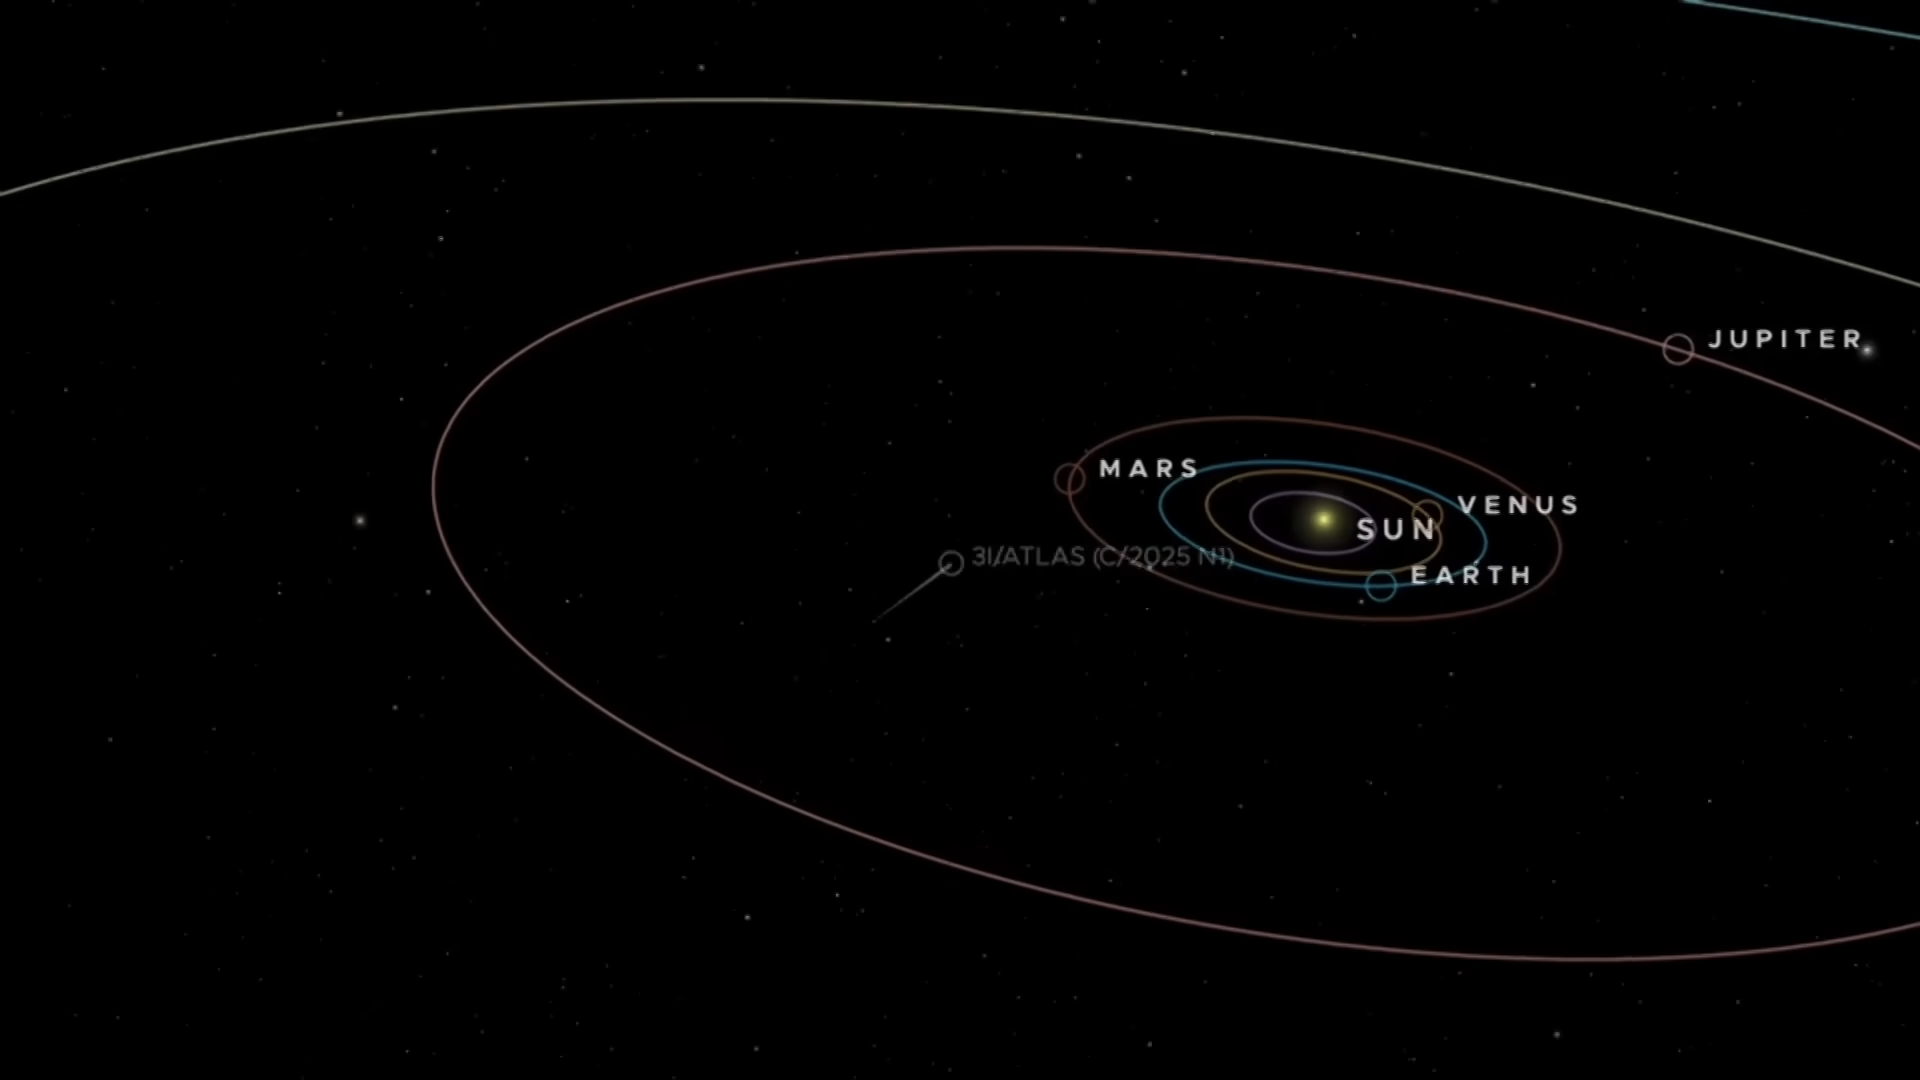 JUPITER
MARS
VENUS
SUN
3I/ATLAS (C/2025 N1)
EARTH